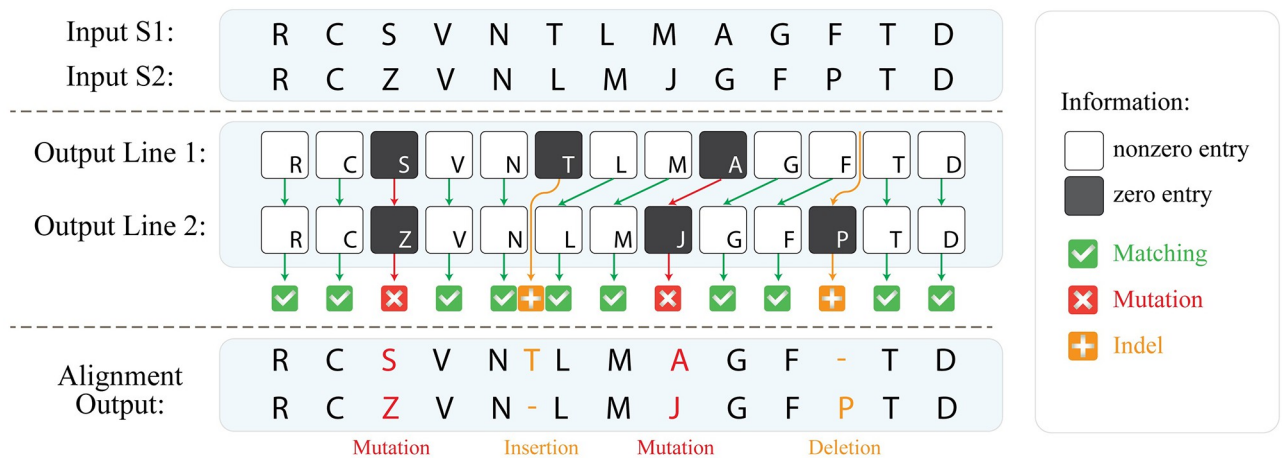 Input S1: R C S V N T L M A G F T D
Input S2: R C Z V N L M J G F P T D
Output Line 1: R C S V N T L M A G F T D
Output Line 2: R C Z V N L M J G F P T D
Alignment
Output:
R C S V N T L M A G F - T D
R C Z V N - L M J G F P T D
Mutation Insertion Mutation Deletion
Information:
nonzero entry
zero entry
Matching
Mutation
Indel